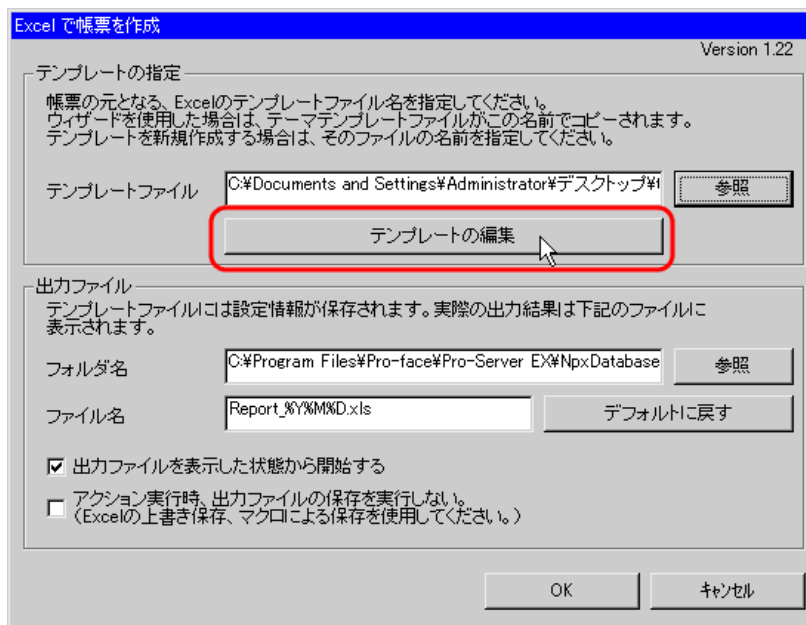 Excel で帳票を作成
Version 1.22
テンプレートの指定
帳票の元となる、Excelのテンプレートファイル名を指定してください。
ウィザードを使用した場合は、テーマテンプレートファイルがこの名前でコピーされます。
テンプレートを新規作成する場合は、そのファイルの名前を指定してください。
テンプレートファイル
C:¥Documents and Settings¥Administrator¥デスクトップ¥t
参照
テンプレートの編集
出力ファイル
テンプレートファイルには設定情報が保存されます。実際の出力結果は下記のファイルに
表示されます。
フォルダ名
C:¥Program Files¥Pro-face¥Pro-Server EX¥NpxDatabase
参照
ファイル名
Report_%Y%M%D.xls
デフォルトに戻す
出力ファイルを表示した状態から開始する
アクション実行時、出力ファイルの保存を実行しない。
（Excelの上書き保存、マクロによる保存を使用してください。）
OK
キャンセル